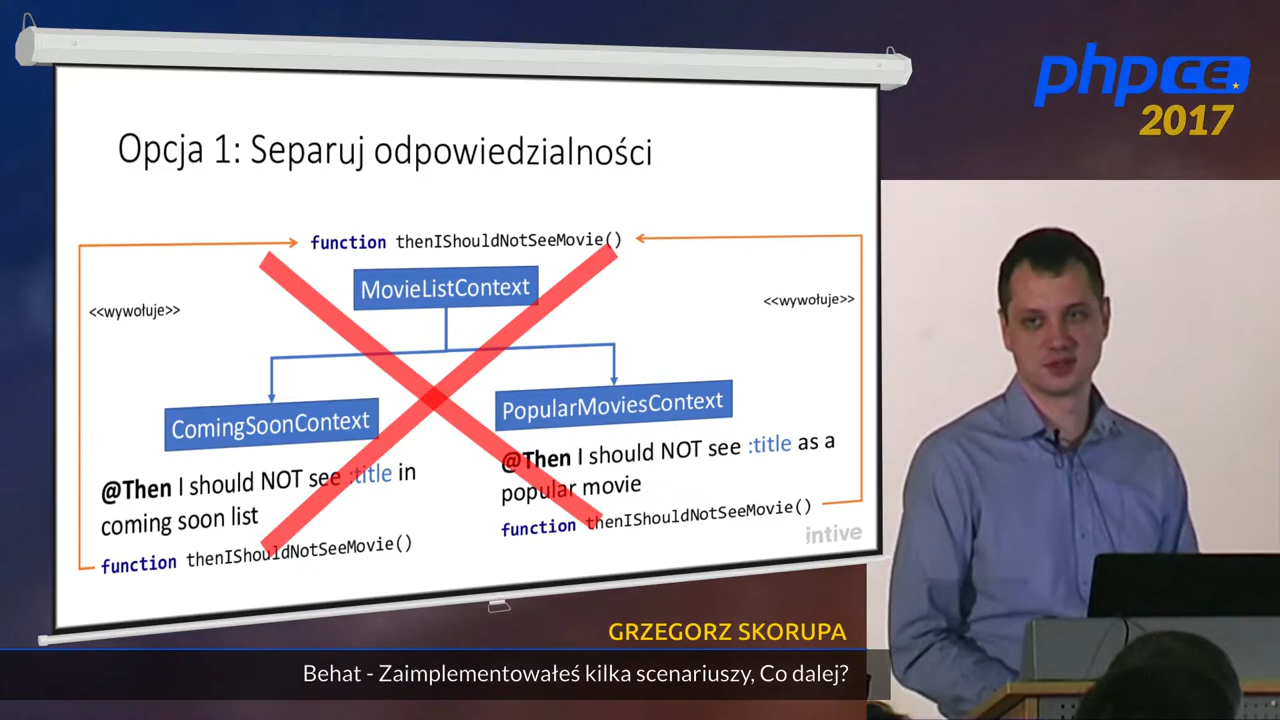 phpCE
2017
Opcja 1: Separuj odpowiedzialności
function thenIShouldNotSeeMovie()
MovieListContext
<<wywołuje>>
<<wywołuje>>
ComingSoonContext
PopularMoviesContext
@Then I should NOT see :title in
coming soon list
function thenIShouldNotSeeMovie()
@Then I should NOT see :title as a
popular movie
function thenIShouldNotSeeMovie()
intive
GRZEGORZ SKORUPA
Behat - Zaimplementowałeś kilka scenariuszy, Co dalej?